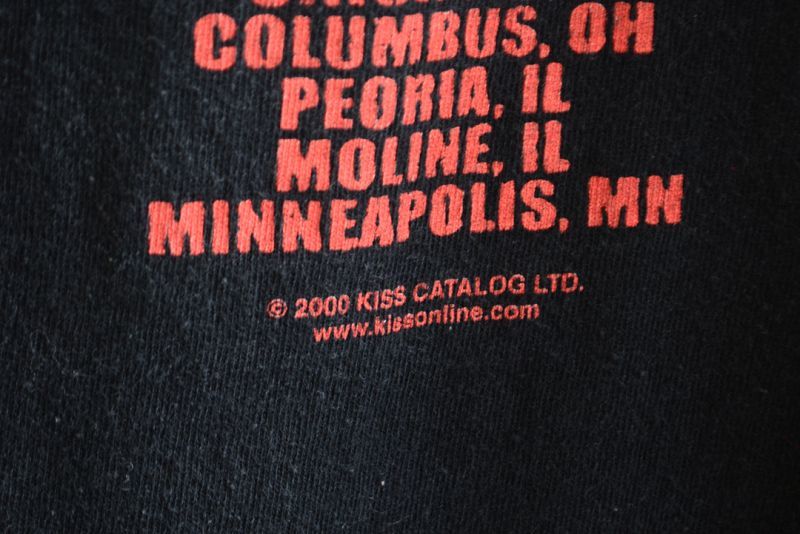 COLUMBUS, OH
PEORIA, IL
MOLINE, IL
MINNEAPOLIS, MN
© 2000 KISS CATALOG LTD.
www.kissonline.com